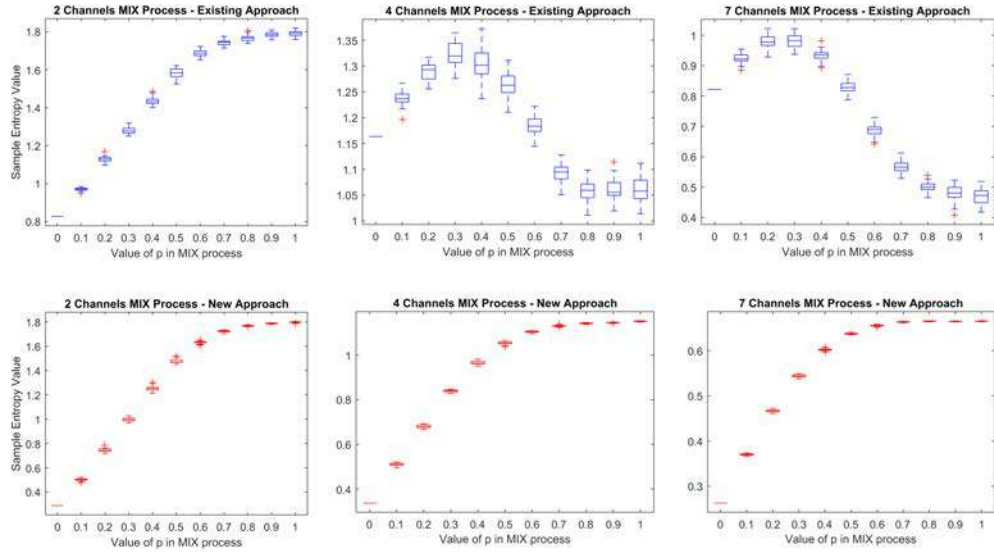 2 Channels MIX Process - Existing Approach
1.8
1.6
1.4
1.2
1
0.8
Sample Entropy Value
0 0.1 0.2 0.3 0.4 0.5 0.6 0.7 0.8 0.9 1
Value of p in MIX process
4 Channels MIX Process - Existing Approach
1.35
1.3
1.25
1.2
1.15
1.1
1.05
1
0 0.1 0.2 0.3 0.4 0.5 0.6 0.7 0.8 0.9 1
Value of p in MIX process
7 Channels MIX Process - Existing Approach
1
0.9
0.8
0.7
0.6
0.5
0.4
0 0.1 0.2 0.3 0.4 0.5 0.6 0.7 0.8 0.9 1
Value of p in MIX process
2 Channels MIX Process - New Approach
1.8
1.6
1.4
1.2
1
0.8
0.6
0.4
Sample Entropy Value
0 0.1 0.2 0.3 0.4 0.5 0.6 0.7 0.8 0.9 1
Value of p in MIX process
4 Channels MIX Process - New Approach
1
0.8
0.6
0.4
0 0.1 0.2 0.3 0.4 0.5 0.6 0.7 0.8 0.9 1
Value of p in MIX process
7 Channels MIX Process - New Approach
0.6
0.5
0.4
0.3
0 0.1 0.2 0.3 0.4 0.5 0.6 0.7 0.8 0.9 1
Value of p in MIX process